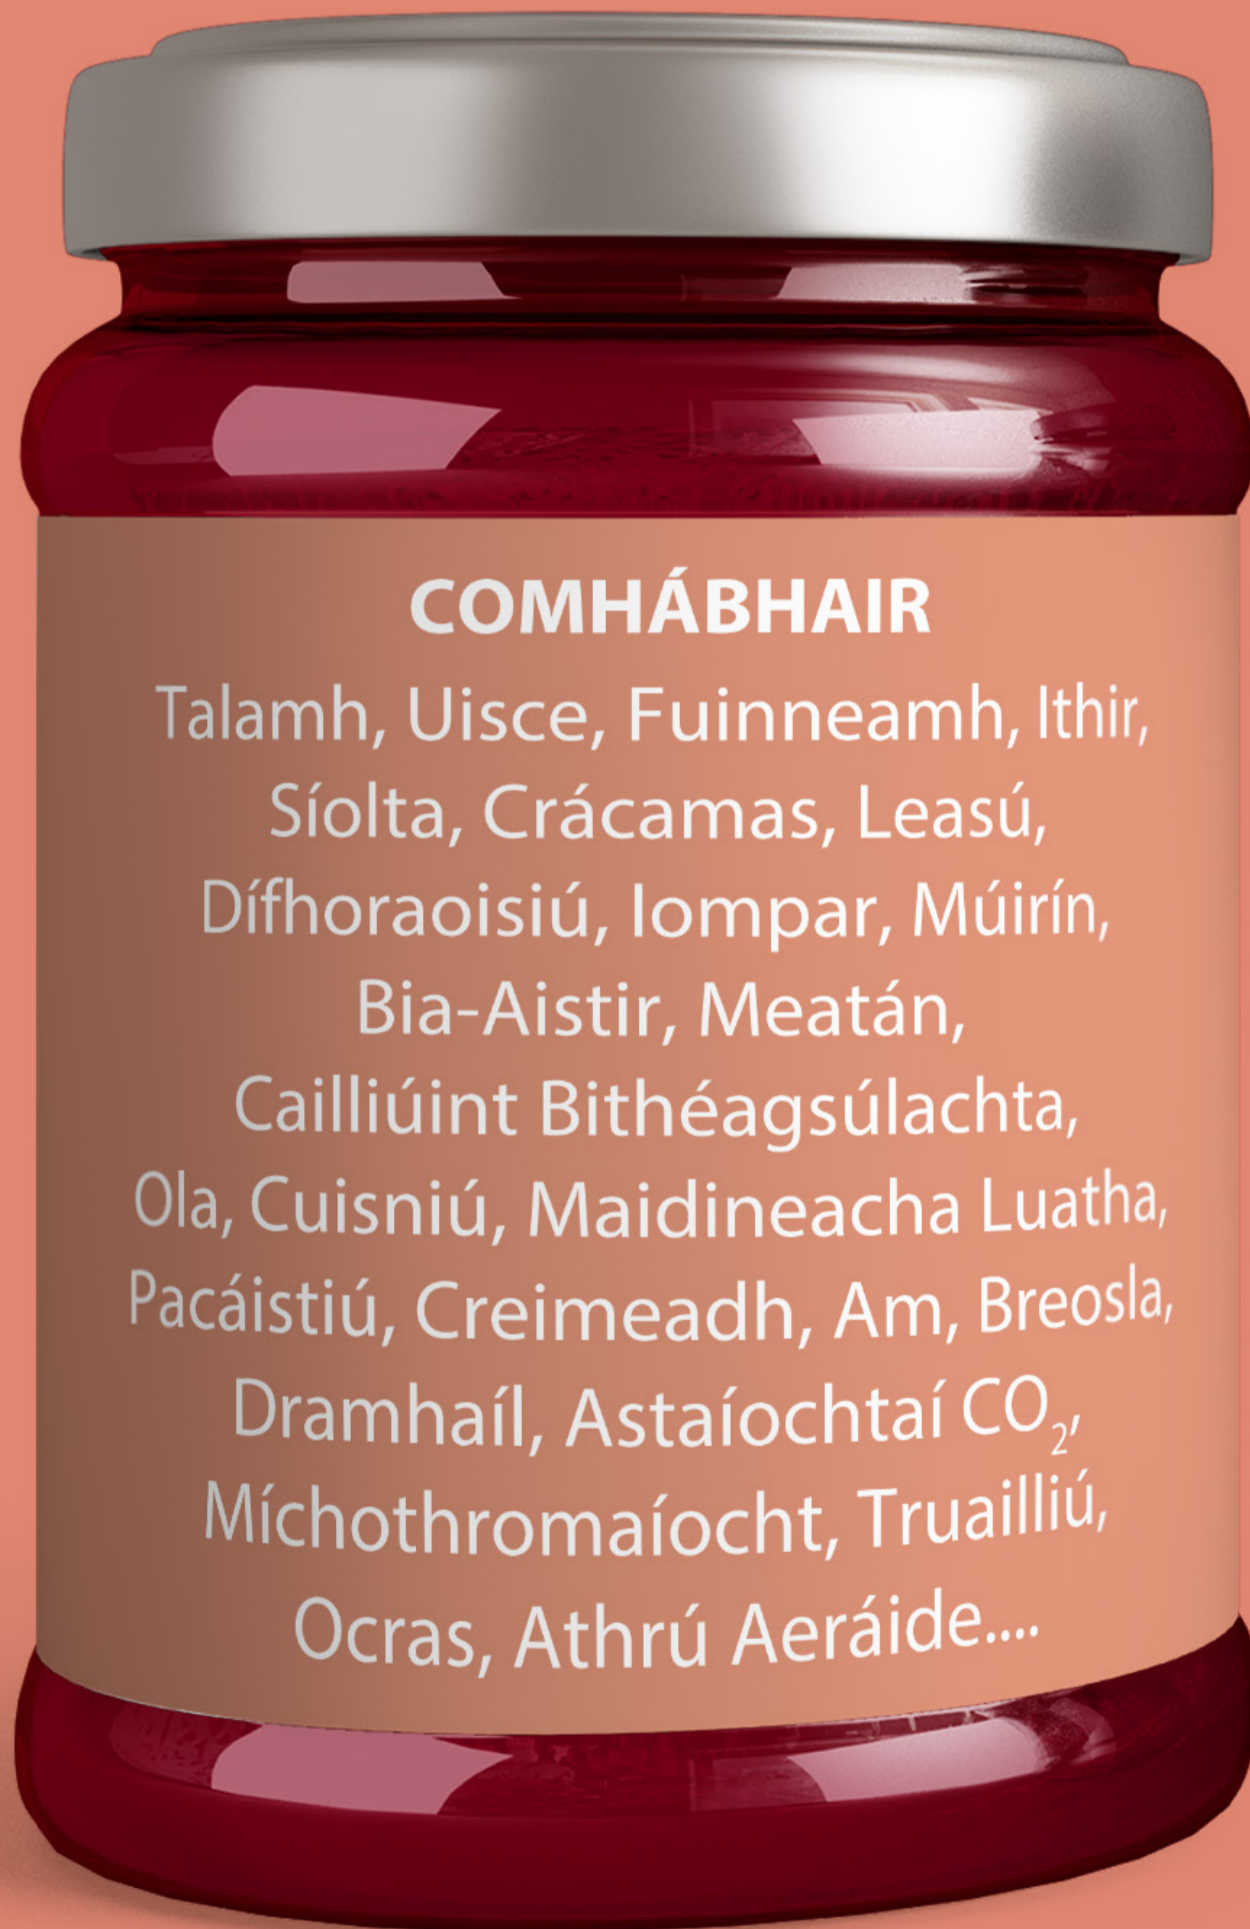 COMHÁBHAIR
Talamh, Uisce, Fuinneamh, Ithir,
Síolta, Crácamas, Leasú,
Dífhoraoisiú, Iompar, Múirín,
Bia-Aistir, Meatán,
Cailliúint Bithéagsúlachta,
Ola, Cuisniú, Maidineacha Luatha,
Pacáistiú, Creimeadh, Am, Breosla,
Dramhaíl, Astaíochtaí CO₂,
Míchothromaíocht, Truailliú,
Ocras, Athrú Aeráide....